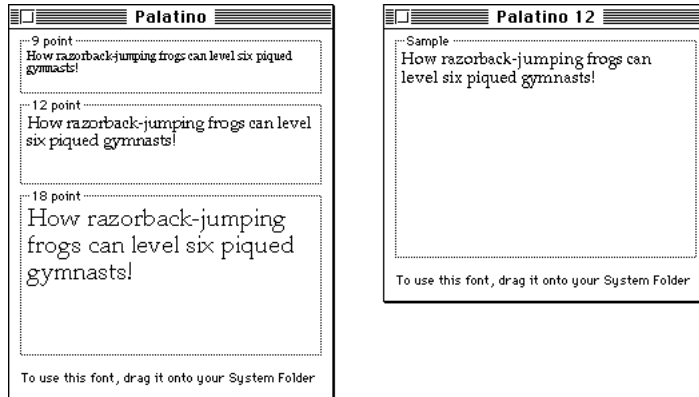 Palatino
9 point
How razorback-jumping frogs can level six piqued
gymnasts!
12 point
How razorback-jumping frogs can level
six piqued gymnasts!
18 point
How razorback-jumping
frogs can level six piqued
gymnasts!
To use this font, drag it onto your System Folder
Palatino 12
Sample
How razorback-jumping frogs can
level six piqued gymnasts!
To use this font, drag it onto your System Folder